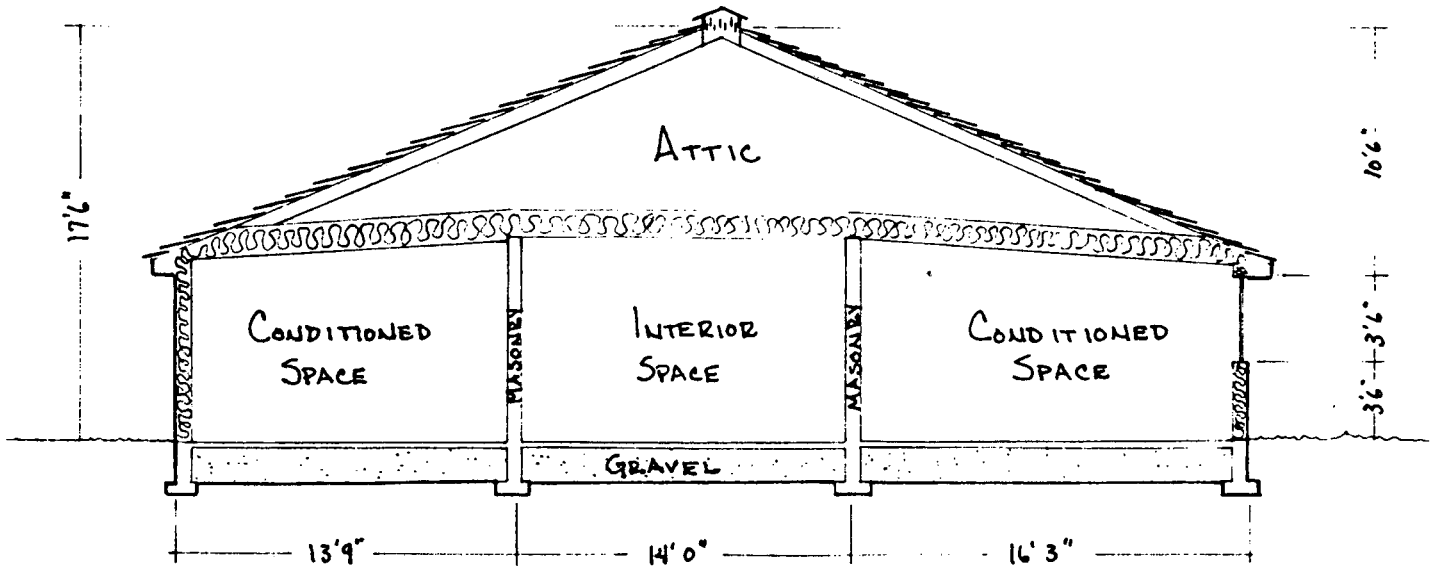 ATTIC
17'6"
10'6"
CONDITIONED
SPACE
MASONRY
INTERIOR
SPACE
MASONRY
CONDITIONED
SPACE
3'6"
3'6"
GRAVEL
13'9"
14'0"
16'3"